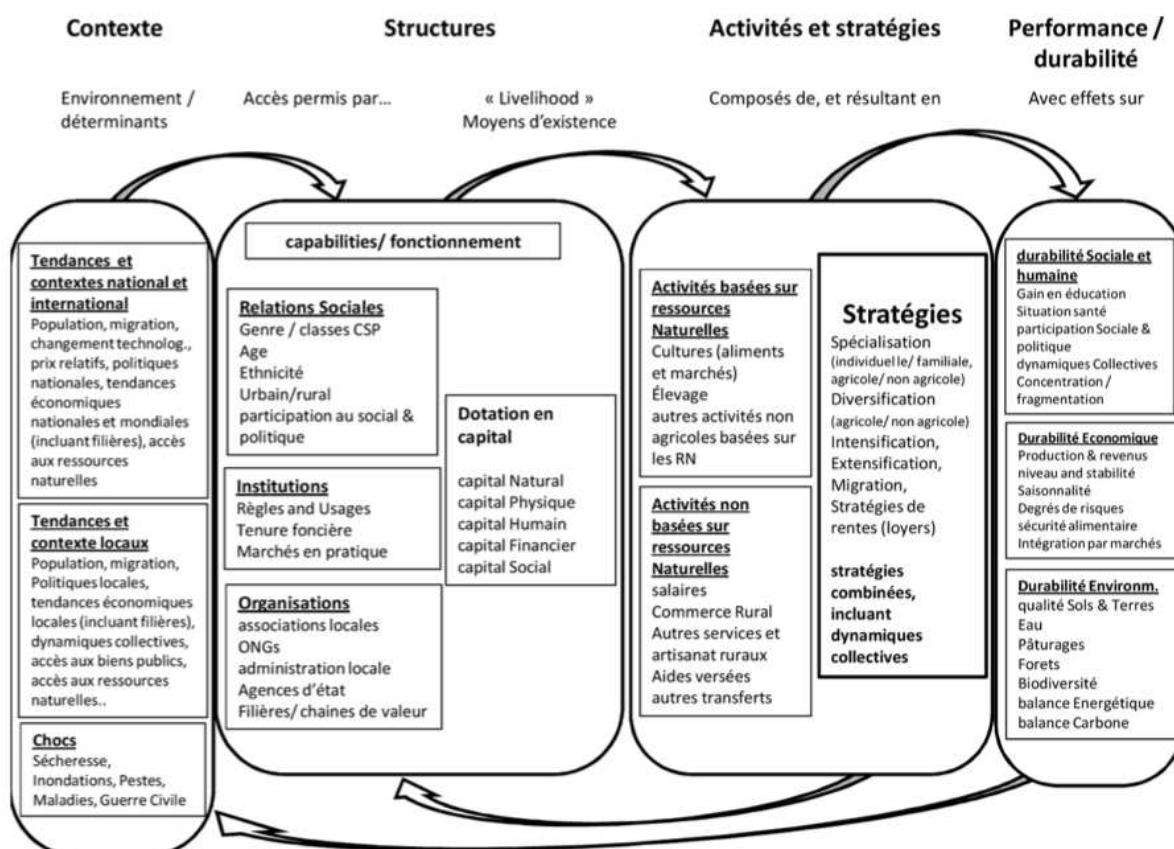 Contexte
Structures
Activités et stratégies
Performance /
durabilité
Environnement /
déterminants
Accès permis par…
« Livelihood »
Moyens d’existence
Composés de, et résultant en
Avec effets sur
Tendances et
contextes national et
international
Population, migration,
changement technolog.,
prix relatifs, politiques
nationales, tendances
économiques
nationales et mondiales
(incluant filières), accès
aux ressources
naturelles
Tendances et
contexte locaux
Population, migration,
Politiques locales,
tendances économiques
locales (incluant filières),
dynamiques collectives,
accès aux biens publics,
accès aux ressources
naturelles..
Chocs
Sécheresse,
Inondations, Pestes,
Maladies, Guerre Civile
capabilities/ fonctionnement
Relations Sociales
Genre / classes CSP
Age
Ethnicité
Urbain/rural
participation au social &
politique
Institutions
Règles and Usages
Tenure foncière
Marchés en pratique
Organisations
associations locales
ONGs
administration locale
Agences d’état
Filières/ chaines de valeur
Dotation en
capital
capital Natural
capital Physique
capital Humain
capital Financier
capital Social
Activités basées sur
ressources
Naturelles
Cultures (aliments
et marchés)
Élevage
autres activités non
agricoles basées sur
les RN
Activités non
basées sur
ressources
Naturelles
salaires
Commerce Rural
Autres services et
artisanat ruraux
Aides versées
autres transferts
Stratégies
Spécialisation
(individuelle/ familiale,
agricole/ non agricole)
Diversification
(agricole/ non agricole)
Intensification,
Extensification,
Migration,
Stratégies de
rentes (loyers)
stratégies
combinées,
incluant
dynamiques
collectives
durabilité Sociale et
humaine
Gain en éducation
Situation santé
participation Sociale &
politique
dynamiques Collectives
Concentration /
fragmentation
Durabilité Economique
Production & revenus
niveau and stabilité
Saisonnalité
Degrés de risques
sécurité alimentaire
Intégration par marchés
Durabilité Environm.
qualité Sols & Terres
Eau
Pâturages
Forets
Biodiversité
balance Energétique
balance Carbone